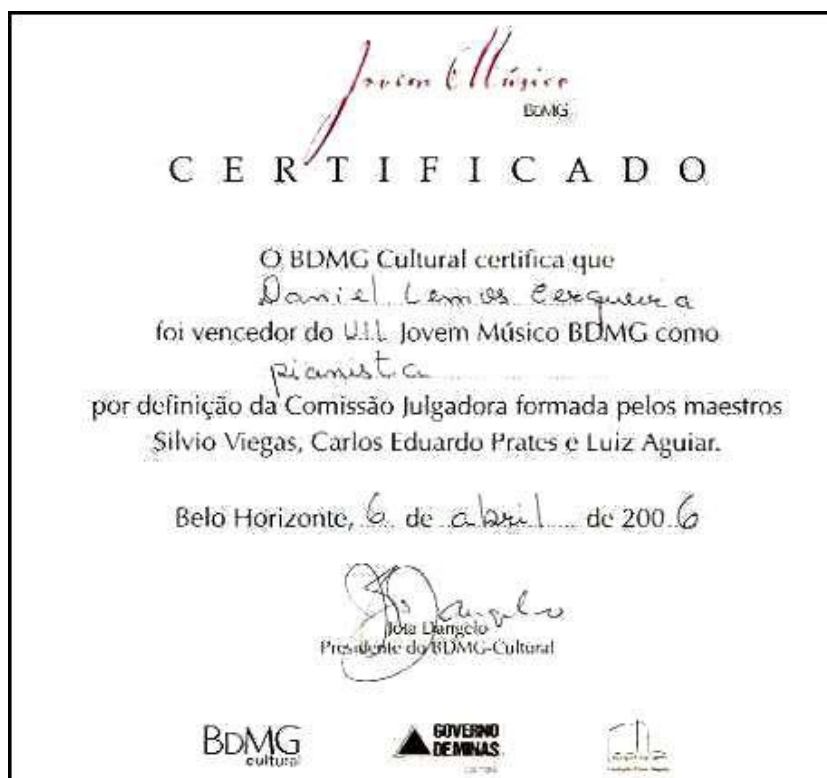 Jovem Músico
BDMG
CERTIFICADO
O BDMG Cultural certifica que
Daniel Lemos Cerqueira
foi vencedor do VII Jovem Músico BDMG como
pianista
por definição da Comissão Julgadora formada pelos maestros
Silvio Viegas, Carlos Eduardo Prates e Luiz Aguiar.
Belo Horizonte, 6 de abril de 2006
Jota Dangelo
Presidente do BDMG-Cultural
BDMG
cultural
GOVERNO
DE MINAS